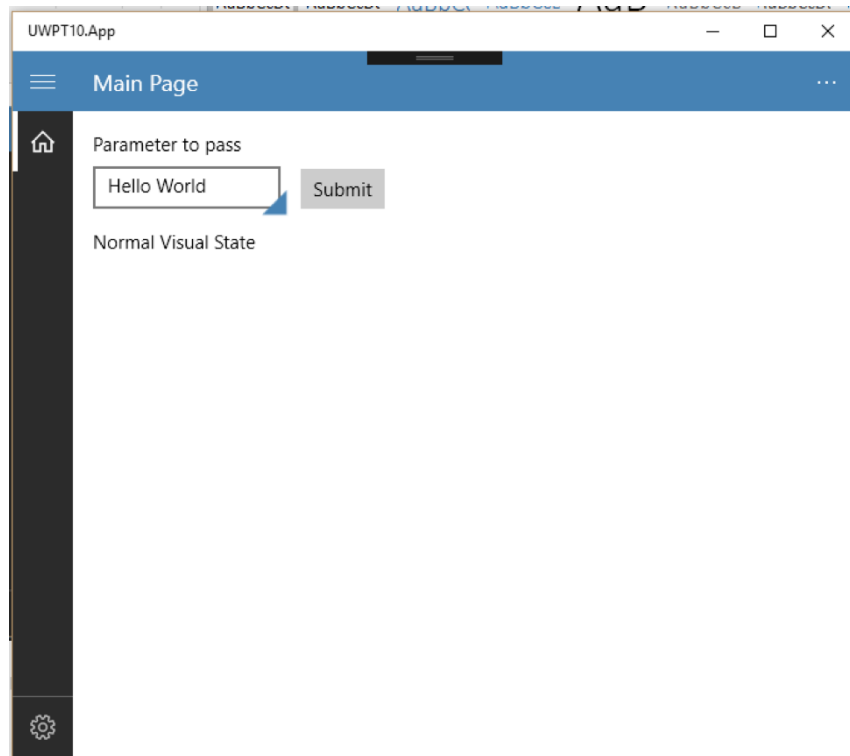 UWPT10.App
Main Page
Parameter to pass
Hello World
Submit
Normal Visual State